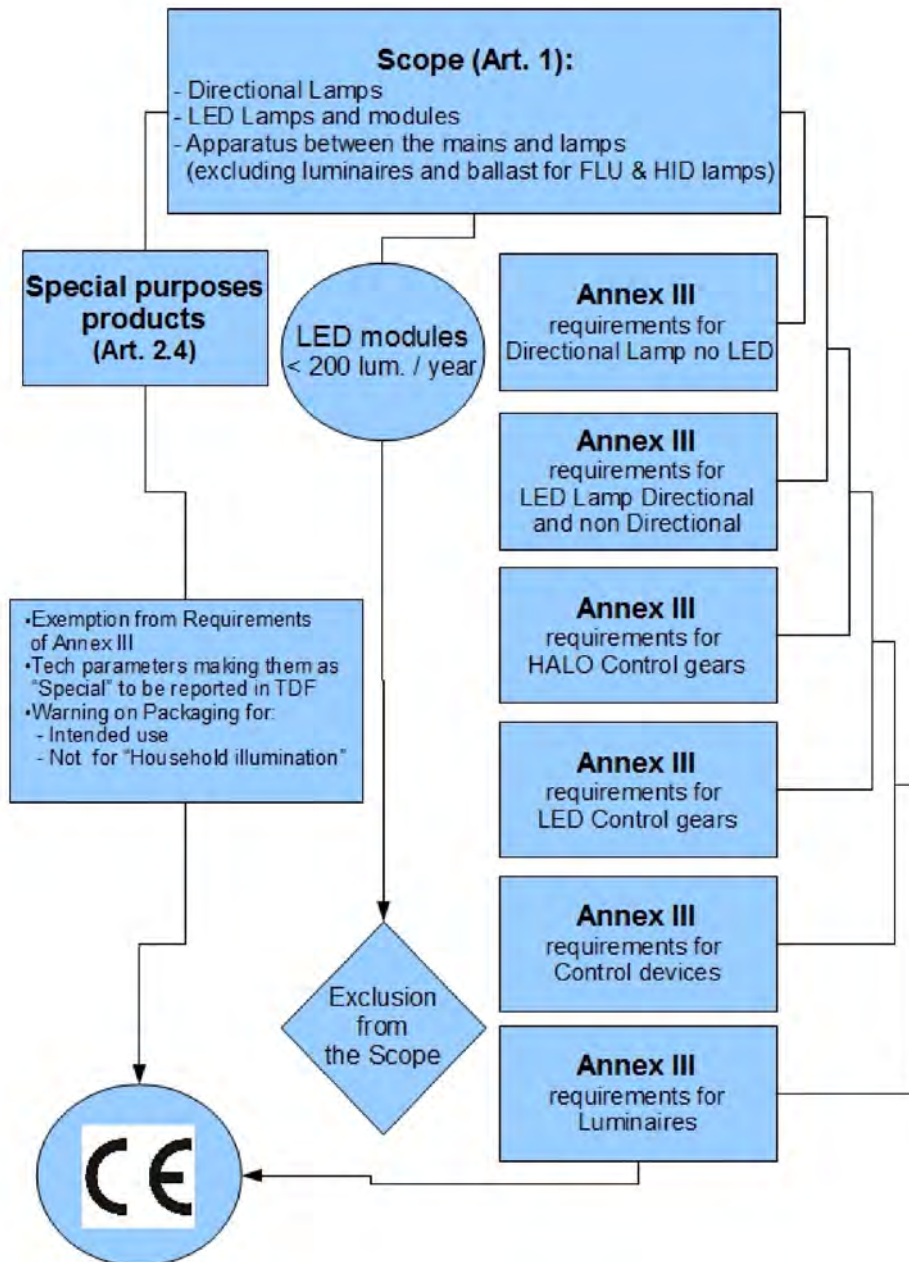 Scope (Art. 1):
- Directional Lamps
- LED Lamps and modules
- Apparatus between the mains and lamps
(excluding luminaires and ballast for FLU & HID lamps)
Special purposes
products
(Art. 2.4)
LED modules
< 200 lum. / year
Annex III
requirements for
Directional Lamp no LED
Annex III
requirements for
LED Lamp Directional
and non Directional
•Exemption from Requirements
of Annex III
•Tech parameters making them as
"Special" to be reported in TDF
•Warning on Packaging for:
- Intended use
- Not for "Household illumination"
Annex III
requirements for
HALO Control gears
Annex III
requirements for
LED Control gears
Annex III
requirements for
Control devices
Exclusion
from
the Scope
Annex III
requirements for
Luminaires
CE